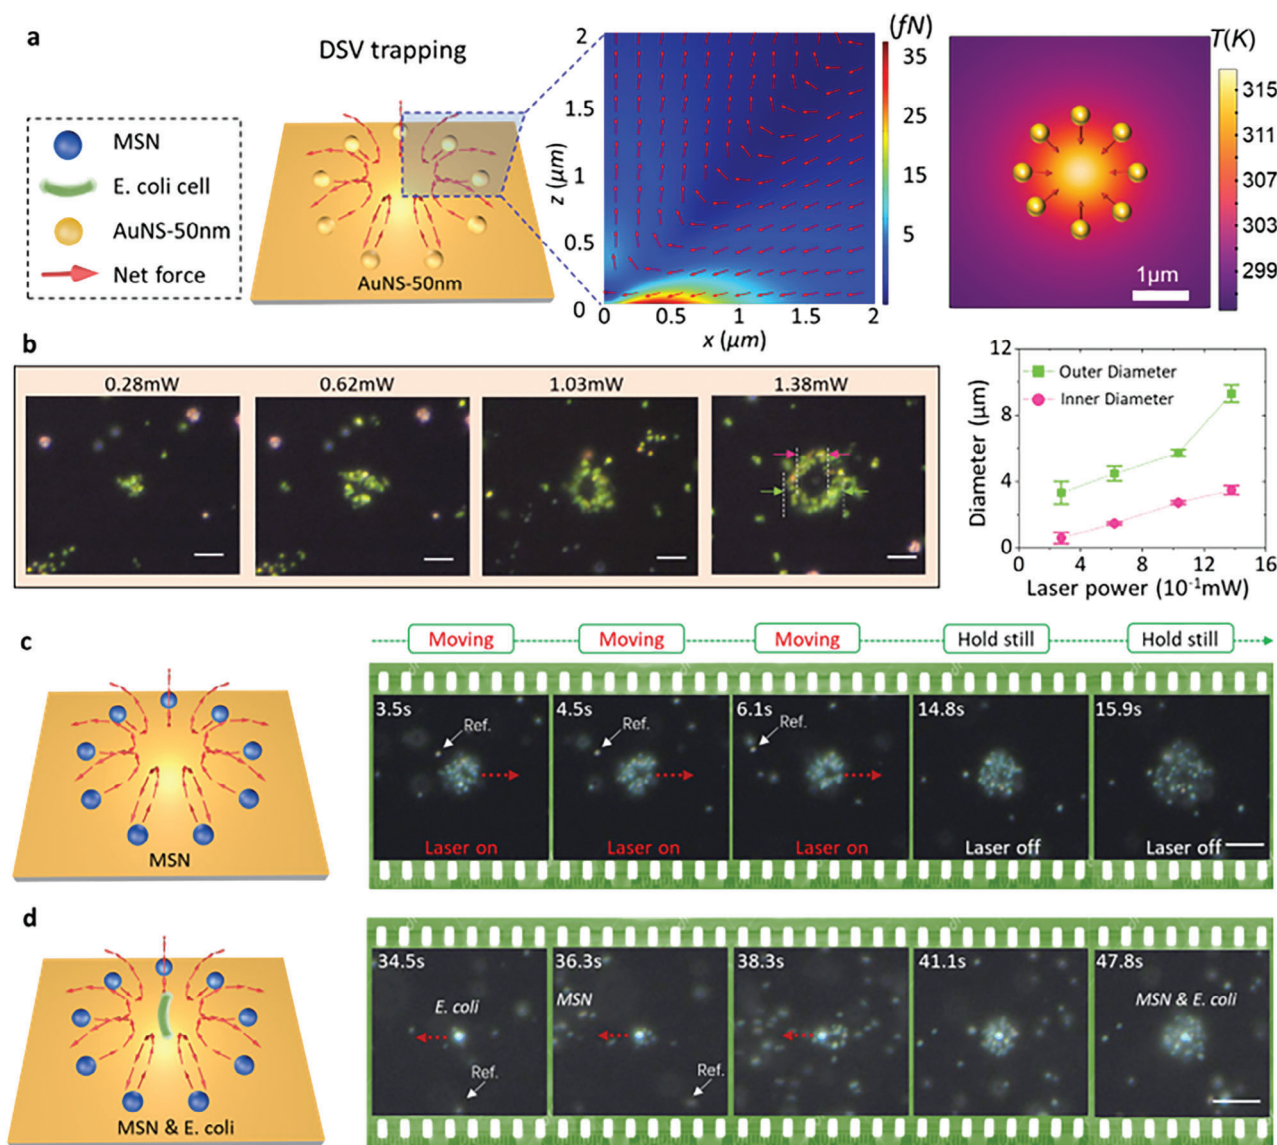 a
DSV trapping
MSN
E. coli cell
AuNS-50nm
Net force
AuNS-50nm
z (μm)
2
1.5
1
0.5
0
0.5
1
1.5
2
x (μm)
(fN)
35
25
15
5
1μm
T(K)
315
311
307
303
299
b
0.28mW
0.62mW
1.03mW
1.38mW
Diameter (μm)
12
8
4
0
Outer Diameter
Inner Diameter
0
4
8
12
16
Laser power (10⁻¹mW)
c
MSN
Moving
Moving
Moving
Hold still
Hold still
3.5s
Ref.
Laser on
4.5s
Ref.
Laser on
6.1s
Ref.
Laser on
14.8s
Laser off
15.9s
Laser off
d
MSN & E. coli
34.5s
E. coli
Ref.
36.3s
MSN
Ref.
38.3s
41.1s
47.8s
MSN & E. coli